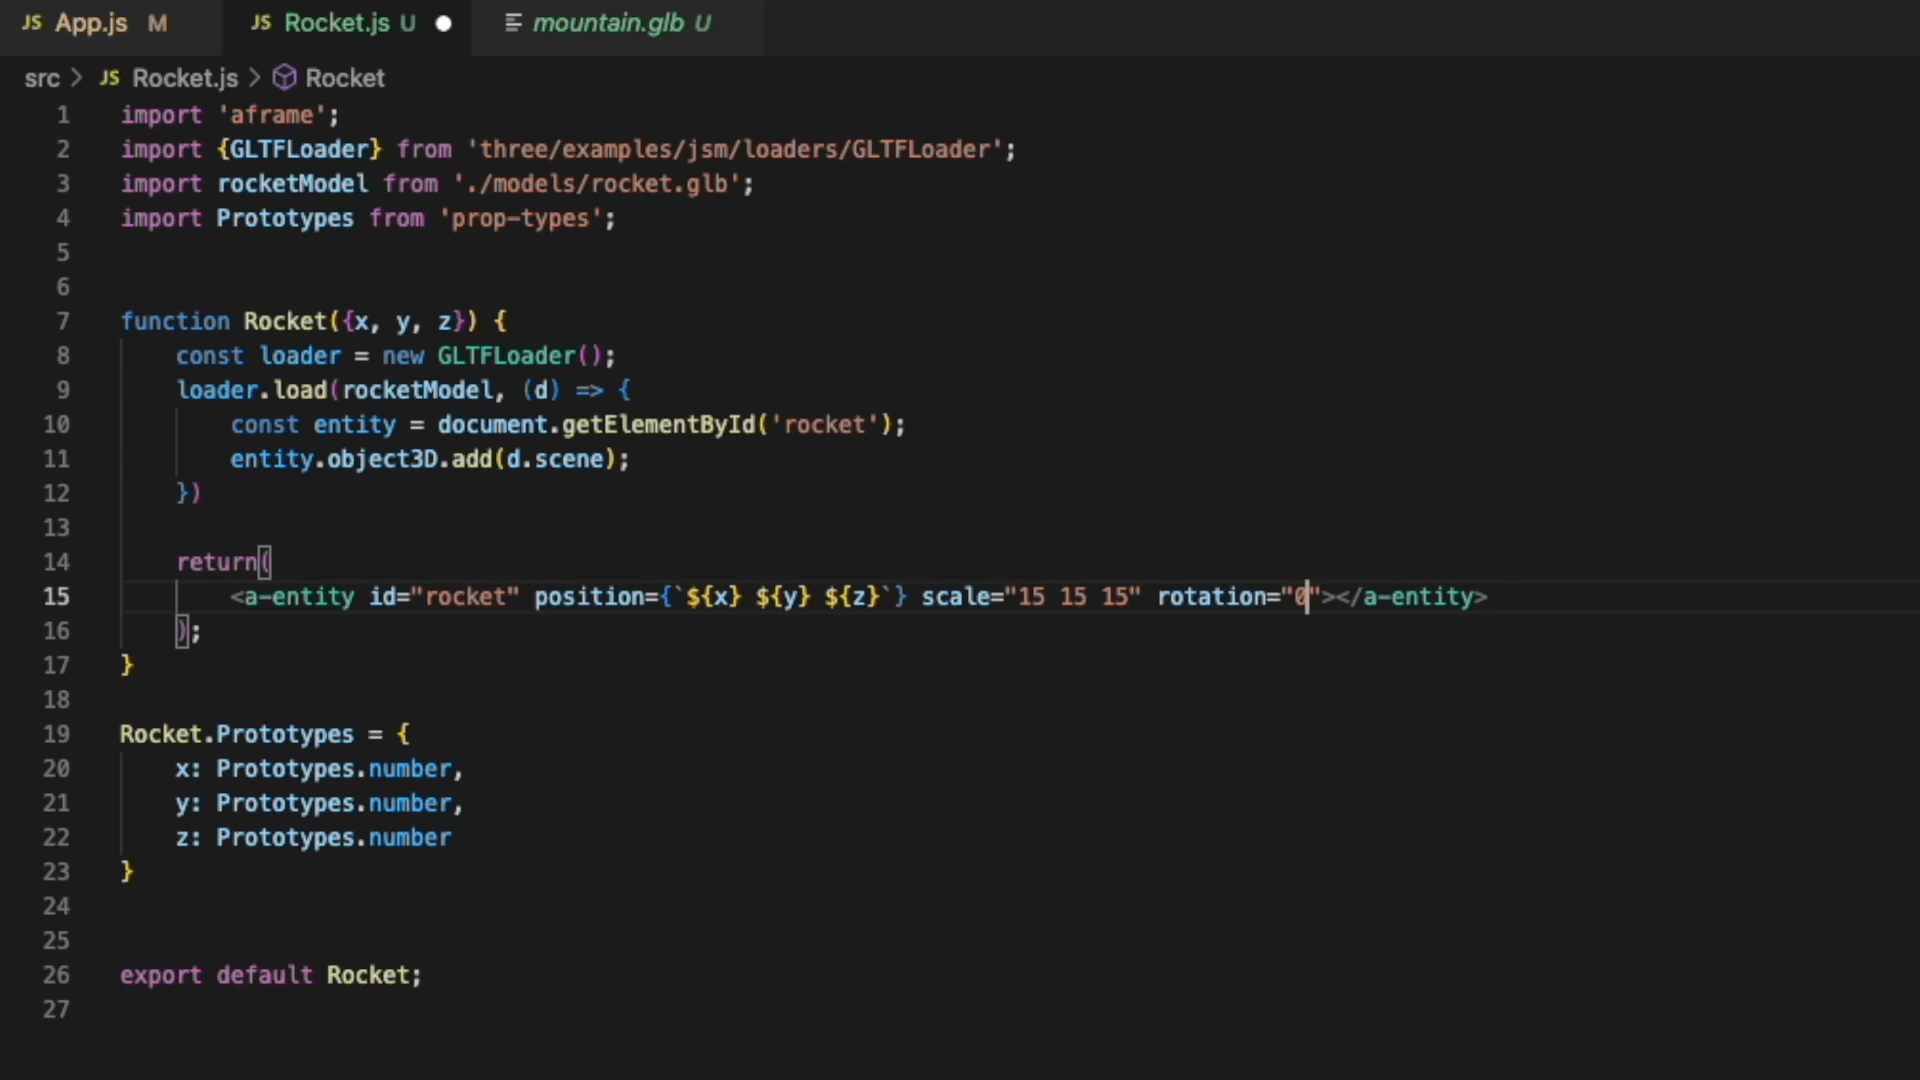 JS App.js M JS Rocket.js U mountain.glb U
src > JS Rocket.js > Rocket
1 import 'aframe';
2 import {GLTFLoader} from 'three/examples/jsm/loaders/GLTFLoader';
3 import rocketModel from './models/rocket.glb';
4 import Prototypes from 'prop-types';
5
6
7 function Rocket({x, y, z}) {
8 const loader = new GLTFLoader();
9 loader.load(rocketModel, (d) => {
10 const entity = document.getElementById('rocket');
11 entity.object3D.add(d.scene);
12 })
13
14 return(
15 <a-entity id="rocket" position={`${x} ${y} ${z}`} scale="15 15 15" rotation="0"></a-entity>
16 );
17 }
18
19 Rocket.Prototypes = {
20 x: Prototypes.number,
21 y: Prototypes.number,
22 z: Prototypes.number
23 }
24
25
26 export default Rocket;
27